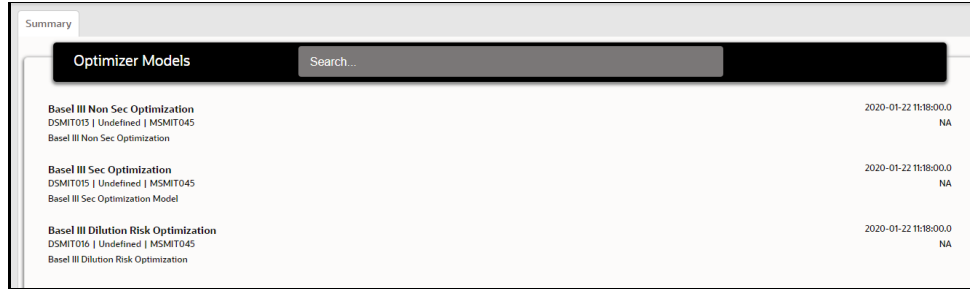 Summary
Optimizer Models Search...
Basel III Non Sec Optimization 2020-01-22 11:18:00.0
DSMIT013 | Undefined | MSMIT045 NA
Basel III Non Sec Optimization
Basel III Sec Optimization 2020-01-22 11:18:00.0
DSMIT015 | Undefined | MSMIT045 NA
Basel III Sec Optimization Model
Basel III Dilution Risk Optimization 2020-01-22 11:18:00.0
DSMIT016 | Undefined | MSMIT045 NA
Basel III Dilution Risk Optimization